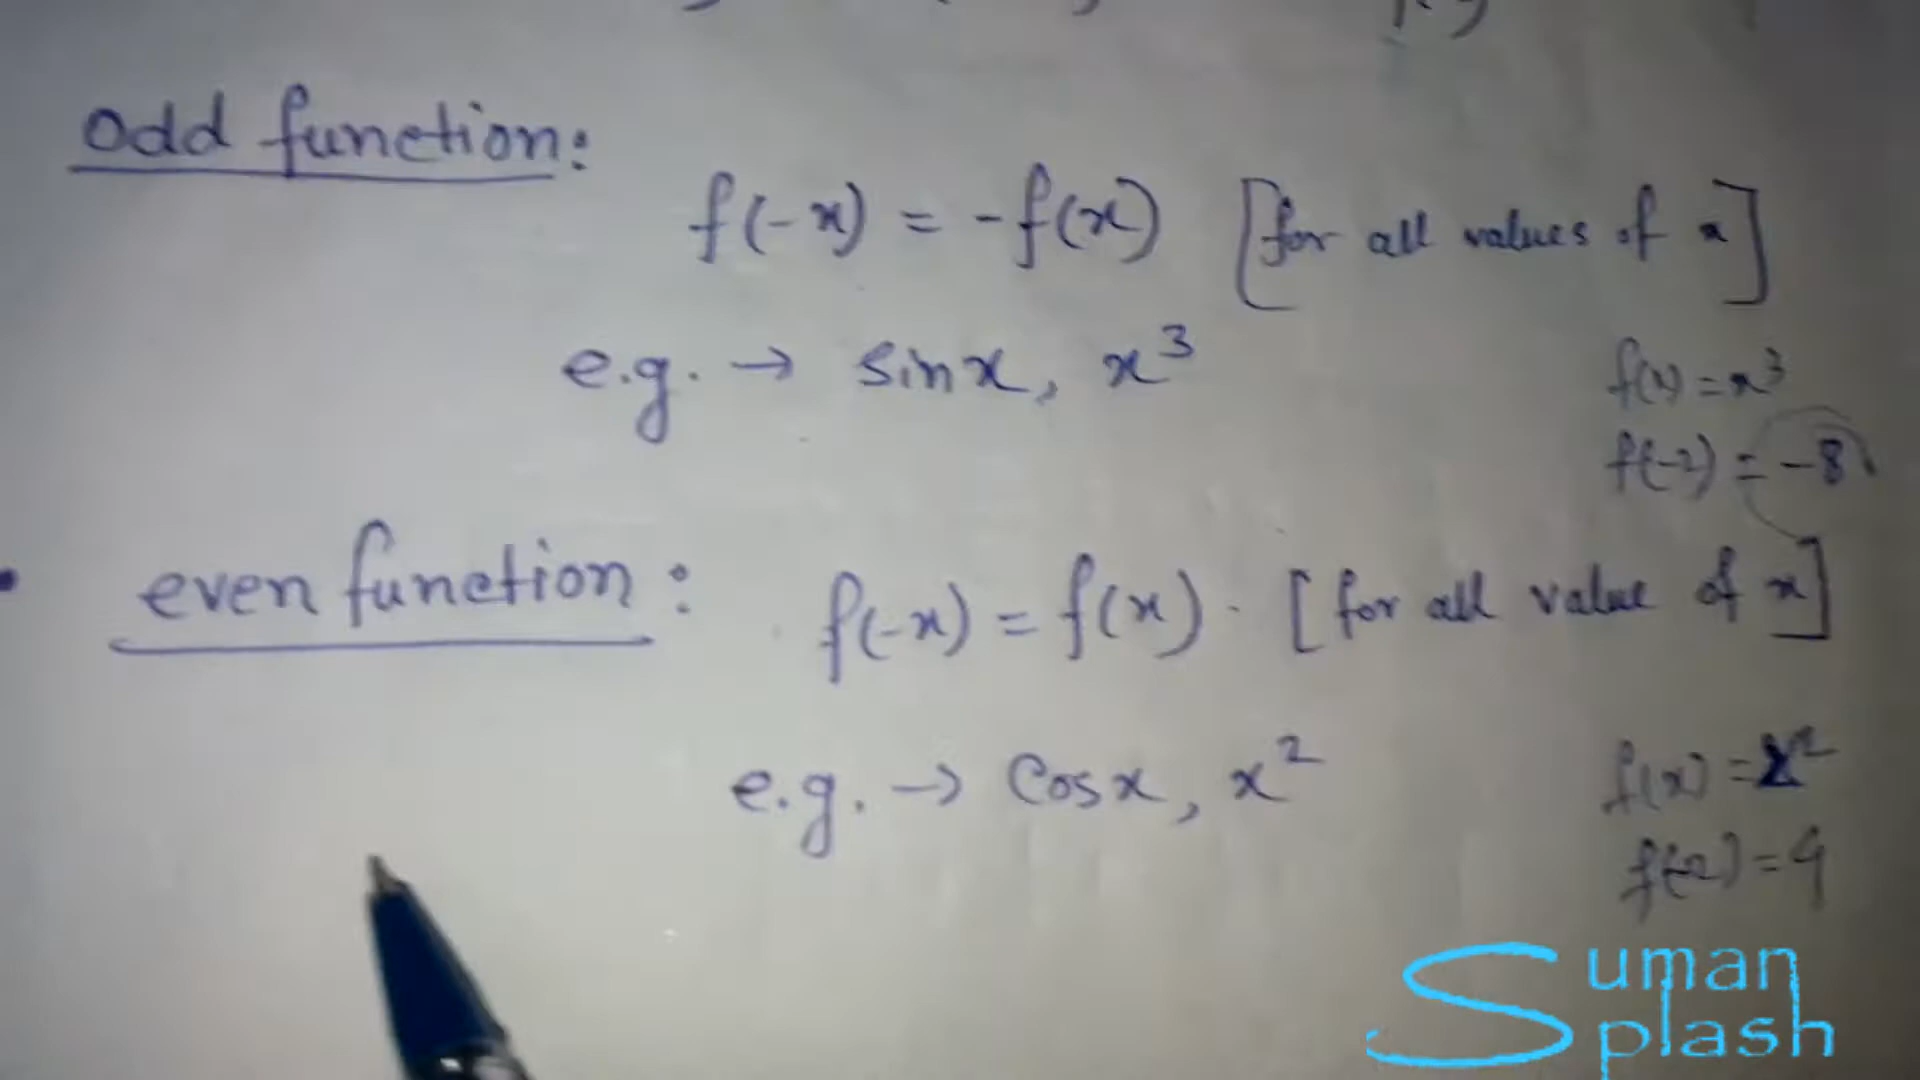 odd function:
f(-x) = -f(x) [for all values of x]
e.g. → sinx, x³
f(x) = x³
f(-2) = -8
even function: f(-x) = f(x). [for all value of x]
e.g. → Cosx, x²
f(x) = x²
f(-2) = 4
Suman
Splash